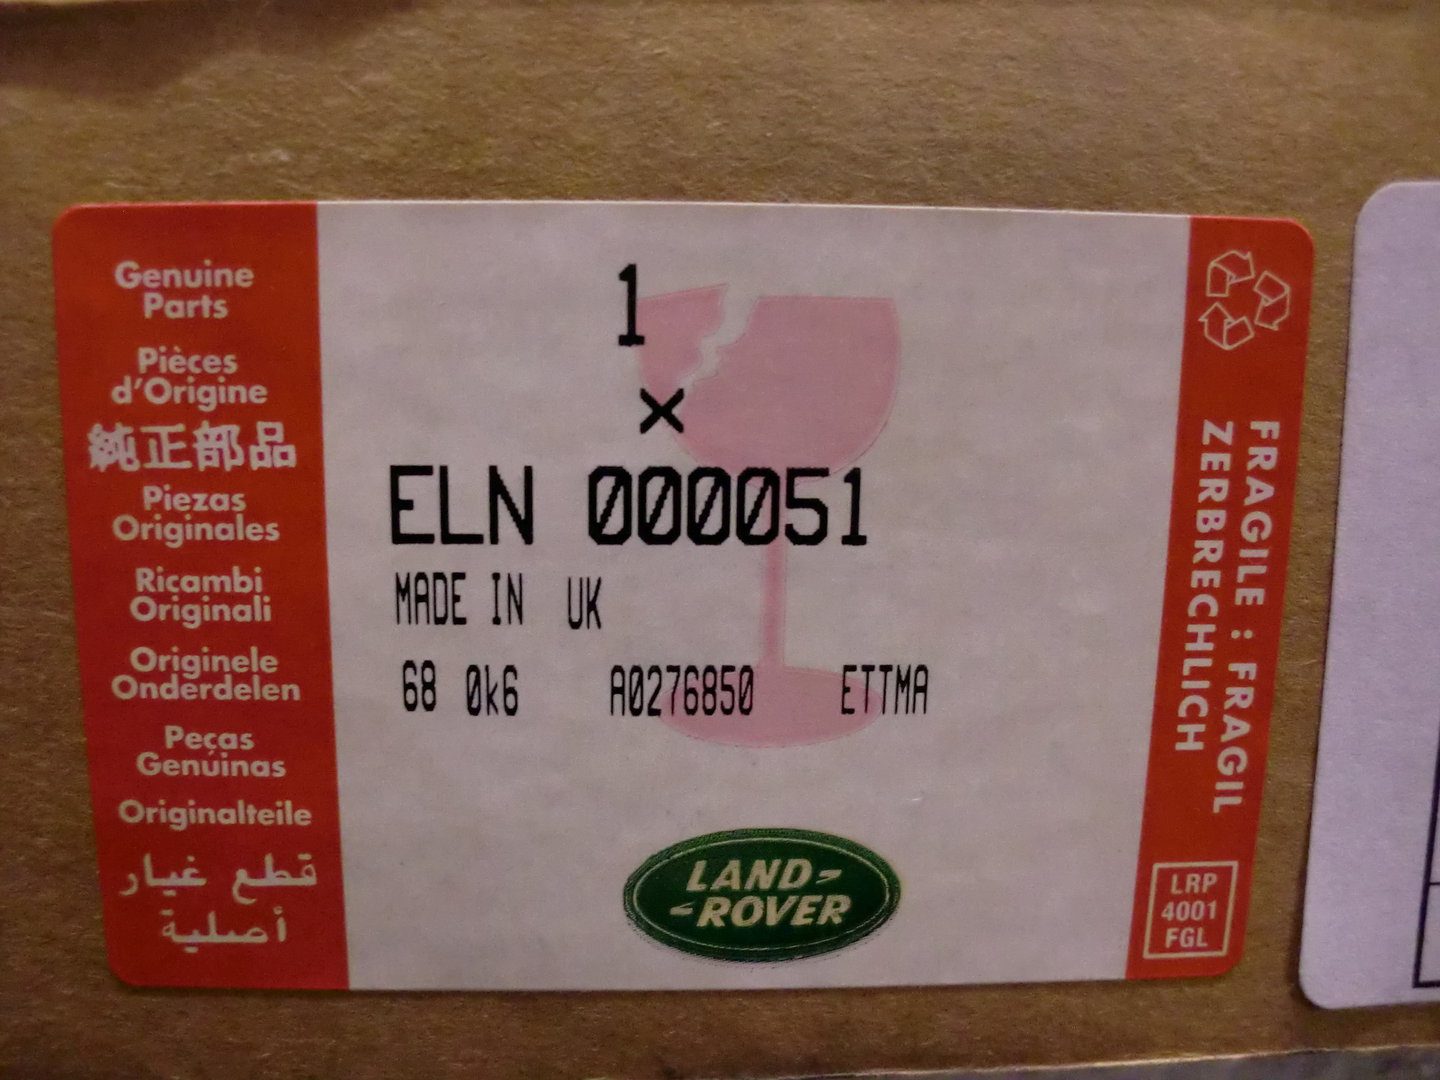 Genuine
Parts
Pièces
d'Origine
純正部品
Piezas
Originales
Ricambi
Originali
Originele
Onderdelen
Peças
Genuinas
Originalteile
قطع غيار
أصلية
1
×
ELN 000051
MADE IN UK
68 0k6 A0276850 ETTMA
LAND-
-ROVER
FRAGILE : FRAGIL
ZERBRECHLICH
LRP
4001
FGL